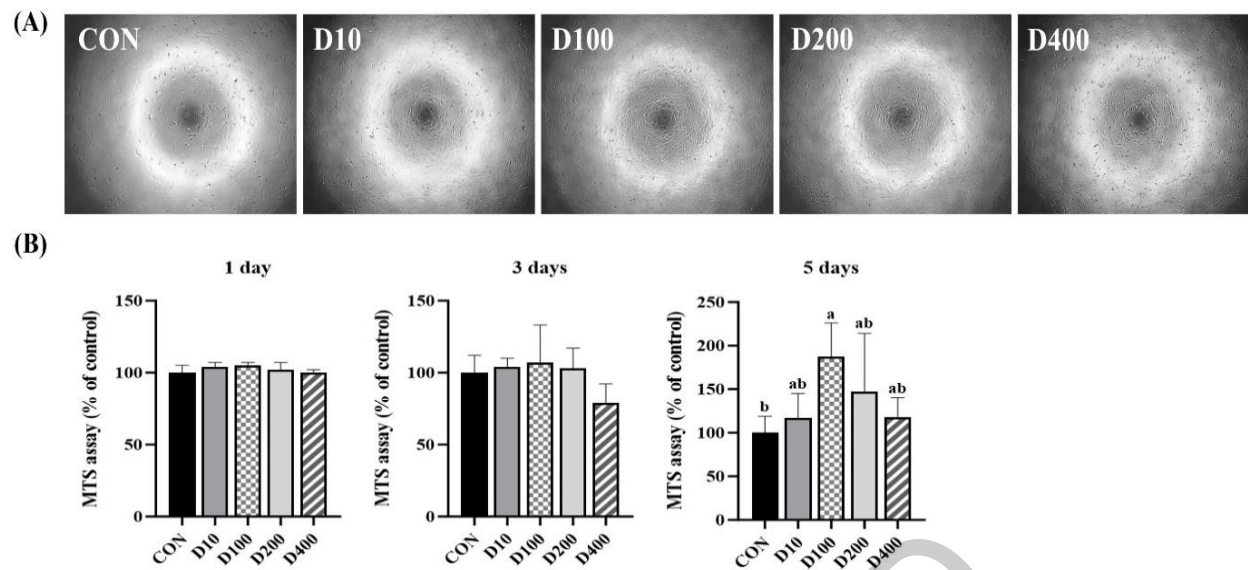 (A)
CON D10 D100 D200 D400
(B)
1 day
MTS assay (% of control)
150
100
50
0
CON D10 D100 D200 D400
3 days
MTS assay (% of control)
150
100
50
0
CON D10 D100 D200 D400
5 days
MTS assay (% of control)
250
200
150
100
50
0
b ab a ab ab
CON D10 D100 D200 D400